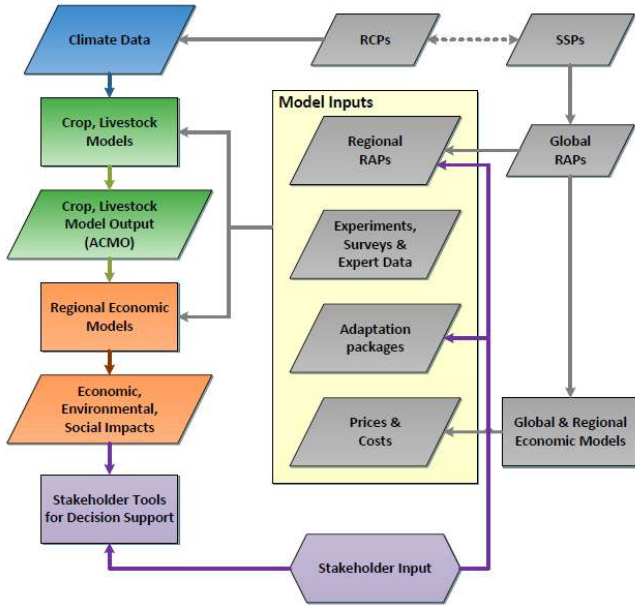 Climate Data
RCPs
SSPs
Model Inputs
Crop, Livestock
Models
Regional
RAPs
Global
RAPs
Crop, Livestock
Model Output
(ACMO)
Experiments,
Surveys &
Expert Data
Regional Economic
Models
Adaptation
packages
Economic,
Environmental,
Social Impacts
Prices &
Costs
Global & Regional
Economic Models
Stakeholder Tools
for Decision Support
Stakeholder Input